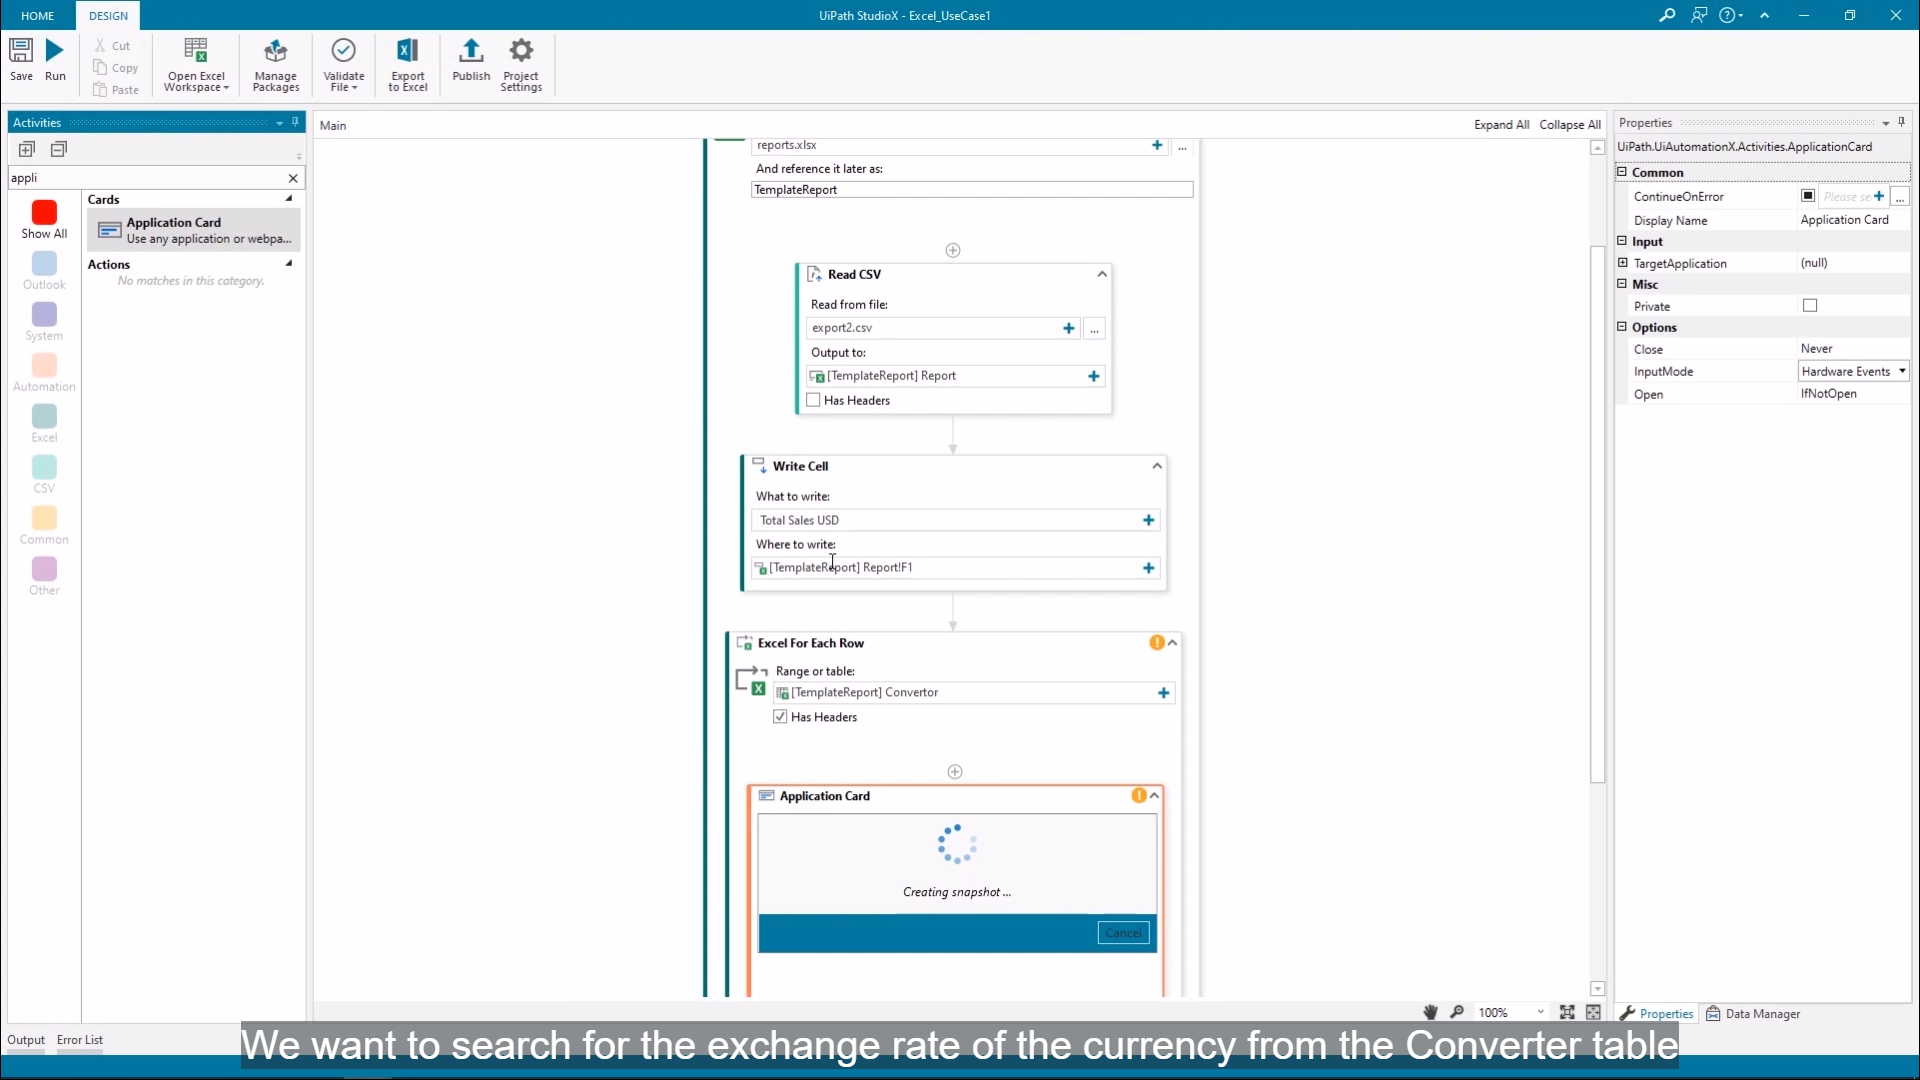 HOME
DESIGN
UiPath StudioX - Excel_UseCase1
Save
Run
Cut
Copy
Paste
Open Excel
Workspace
Manage
Packages
Validate
File
Export
to Excel
Publish
Project
Settings
Activities
appli
Show All
Outlook
System
Automation
Excel
CSV
Common
Other
Cards
Application Card
Use any application or webpa...
Actions
No matches in this category.
Main
Expand All
Collapse All
reports.xlsx
...
And reference it later as:
TemplateReport
Read CSV
Read from file:
export2.csv
...
Output to:
[TemplateReport] Report
Has Headers
Write Cell
What to write:
Total Sales USD
Where to write:
[TemplateReport] Report!F1
Excel For Each Row
Range or table:
[TemplateReport] Convertor
Has Headers
Application Card
Creating snapshot ...
Cancel
100%
Properties
UiPath.UiAutomationX.Activities.ApplicationCard
Common
ContinueOnError
Please se
...
Display Name
Application Card
Input
TargetApplication
(null)
Misc
Private
Options
Close
Never
InputMode
Hardware Events
Open
IfNotOpen
Properties
Data Manager
Output
Error List
We want to search for the exchange rate of the currency from the Converter table